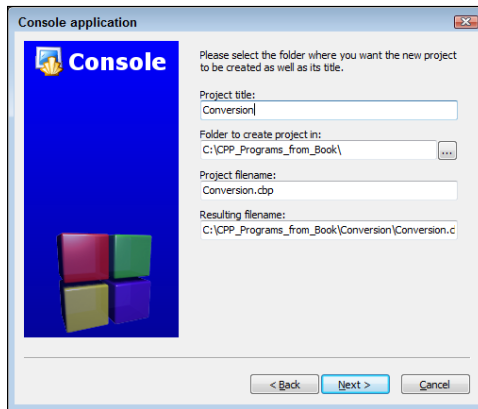 Console application
Console
Please select the folder where you want the new project
to be created as well as its title.
Project title:
Conversion
Folder to create project in:
C:\CPP_Programs_from_Book\
...
Project filename:
Conversion.cbp
Resulting filename:
C:\CPP_Programs_from_Book\Conversion\Conversion.c
< Back
Next >
Cancel